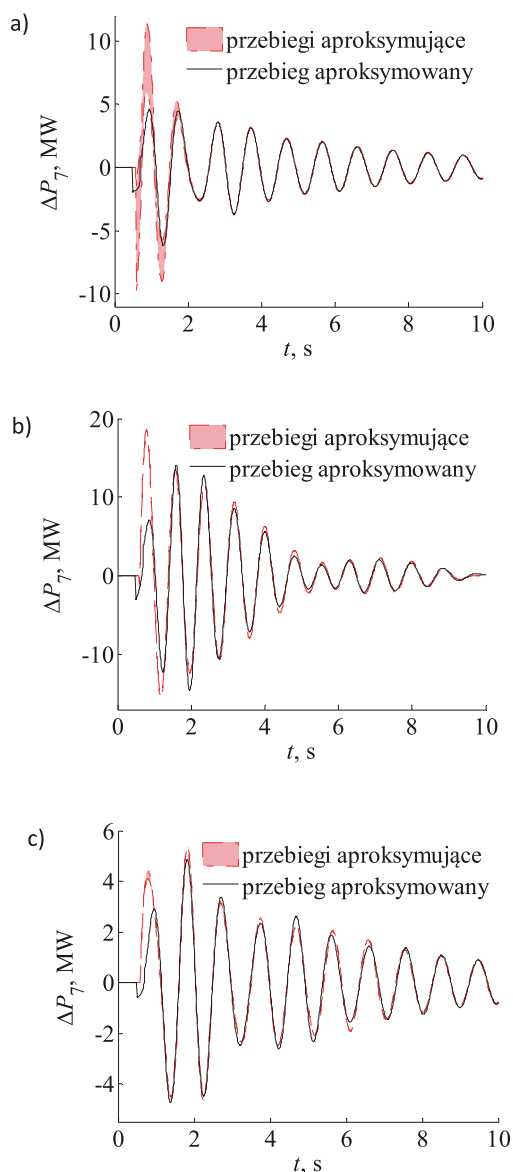 a)
przebiegi aproksymujące
przebieg aproksymowany
ΔP7, MW
10
5
0
-5
-10
0 2 4 6 8 10
t, s
b)
przebiegi aproksymujące
przebieg aproksymowany
ΔP7, MW
20
10
0
-10
0 2 4 6 8 10
t, s
c)
przebiegi aproksymujące
przebieg aproksymowany
ΔP7, MW
6
4
2
0
-2
-4
0 2 4 6 8 10
t, s